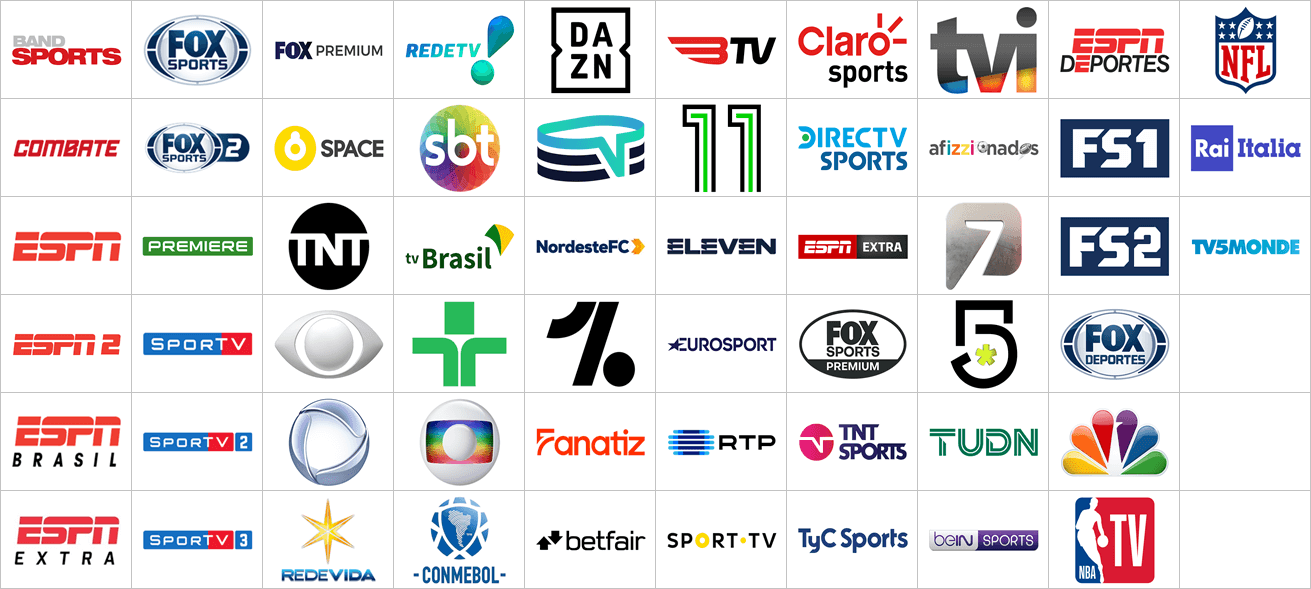 BAND
SPORTS
FOX
SPORTS
FOX PREMIUM
REDETV
DA
ZN
BTV
Claro
sports
tvi
ESPN
DEPORTES
NFL
COMBATE
FOX
SPORTS 2
SPACE
sbt
11
DIRECTV
SPORTS
afizzionados
FS1
Rai Italia
ESPN
PREMIERE
TNT
tv Brasil
NordesteFC
ELEVEN
ESPN EXTRA
7
FS2
TV5MONDE
ESPN 2
SPORTV
1
EUROSPORT
FOX
SPORTS
PREMIUM
5
FOX
DEPORTES
ESPN
BRASIL
SPORTV 2
Fanatiz
RTP
TNT
SPORTS
TUDN
ESPN
EXTRA
SPORTV 3
REDEVIDA
-CONMEBOL-
betfair
SPORT•TV
TyC Sports
beIN SPORTS
NBA
TV